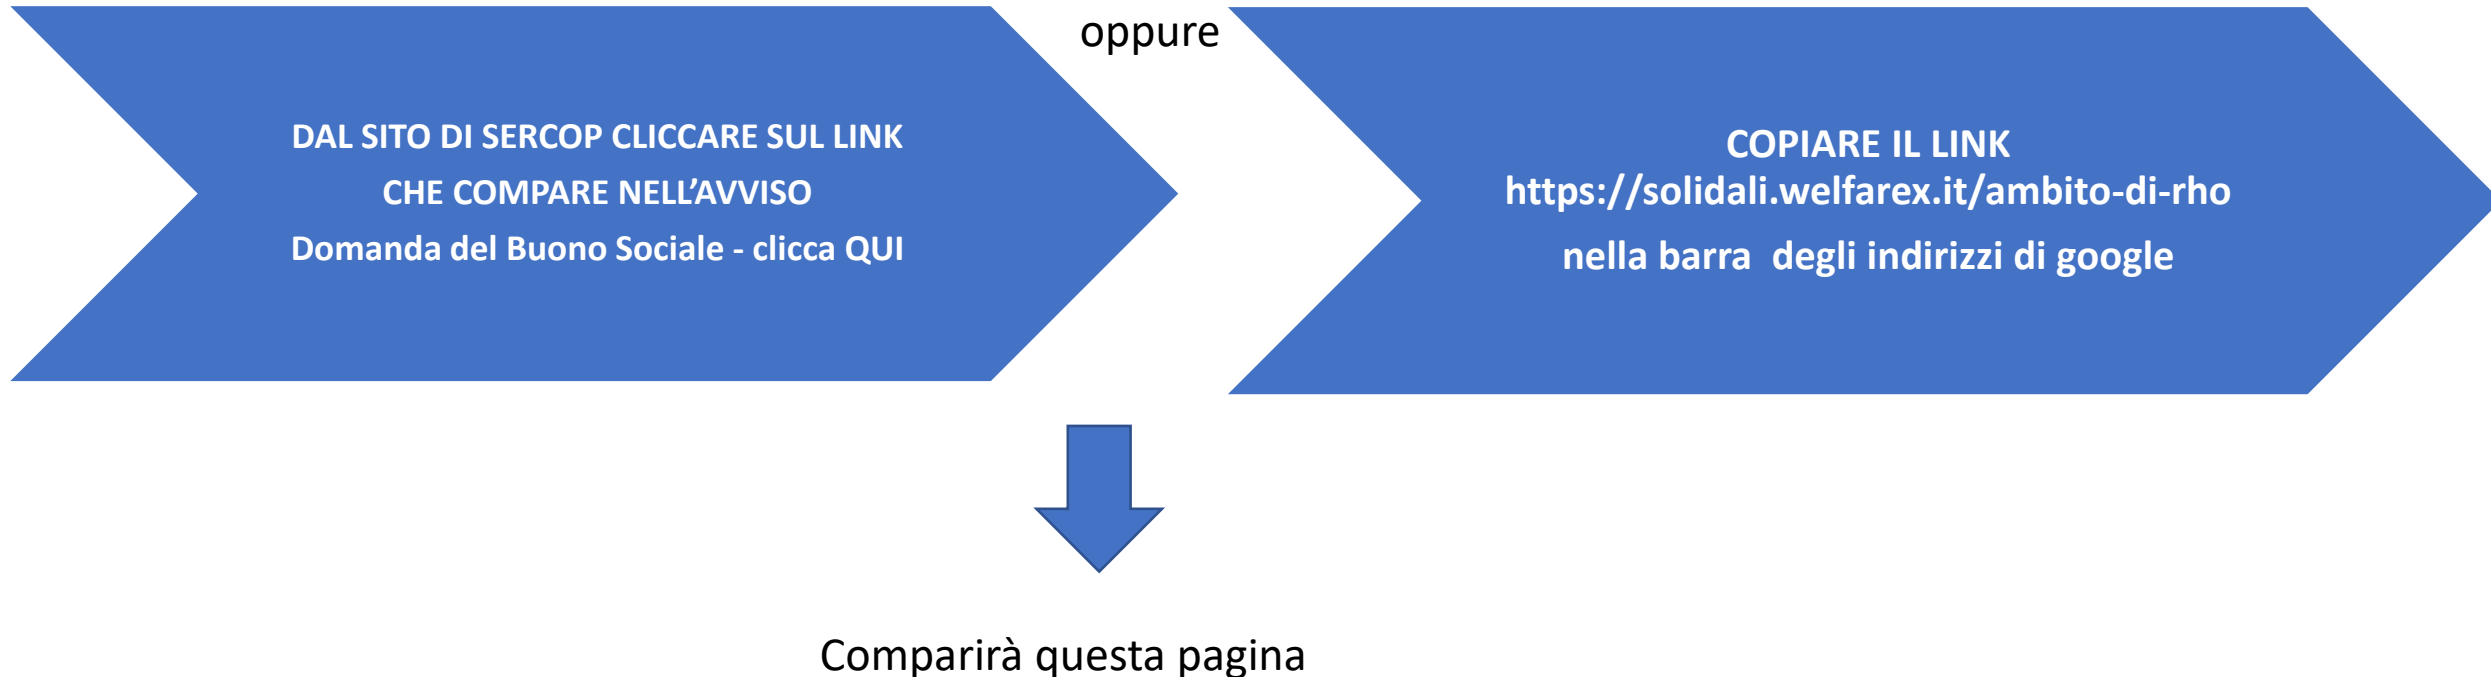 DAL SITO DI SERCOP CLICCARE SUL LINK
CHE COMPARE NELL’AVVISO
Domanda del Buono Sociale - clicca QUI
oppure
COPIARE IL LINK
https://solidali.welfarex.it/ambito-di-rho
nella barra  degli indirizzi di google
Comparirà questa pagina